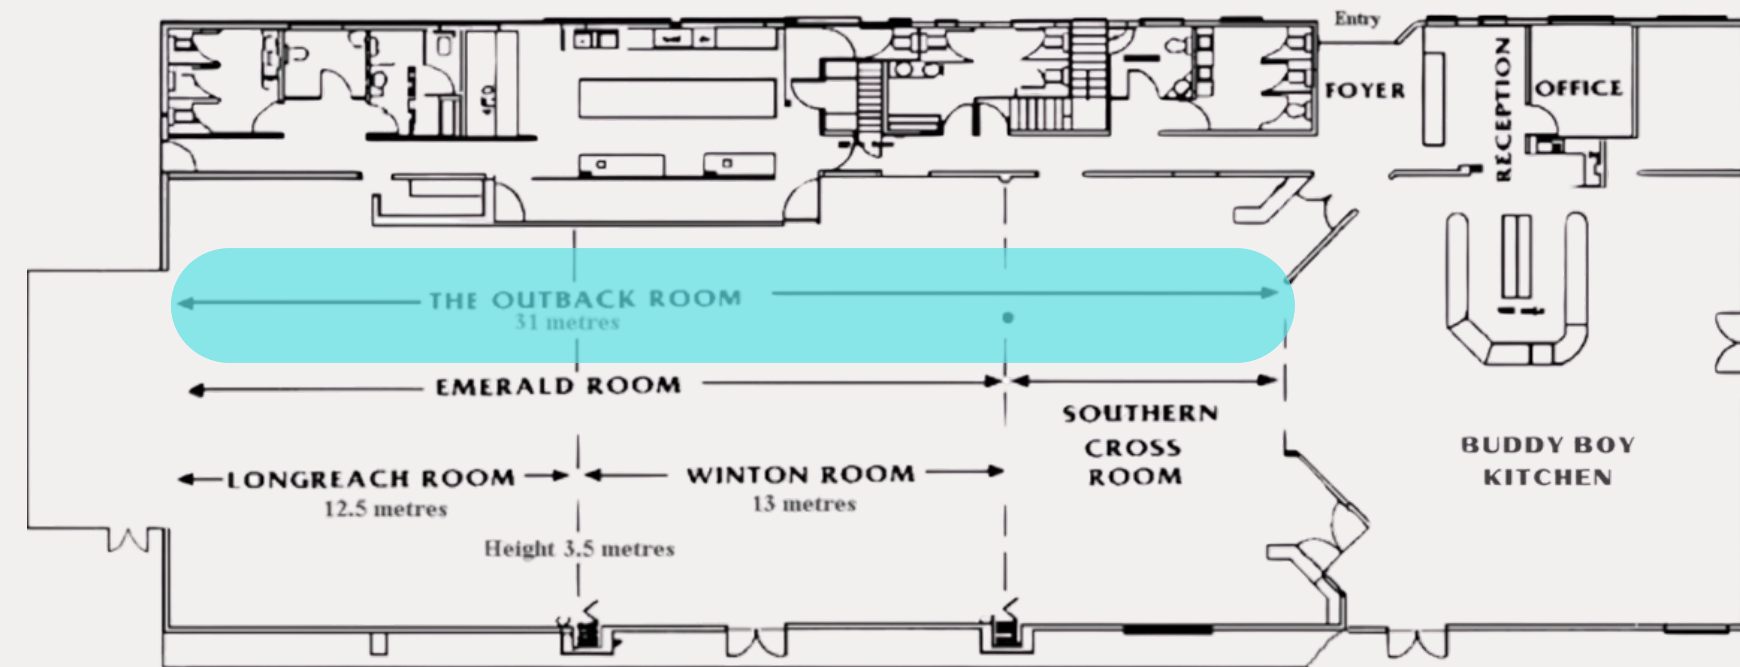 Entry
FOYER
RECEPTION
OFFICE
THE OUTBACK ROOM
31 metres
EMERALD ROOM
SOUTHERN
CROSS
ROOM
LONGREACH ROOM
12.5 metres
WINTON ROOM
13 metres
Height 3.5 metres
BUDDY BOY
KITCHEN